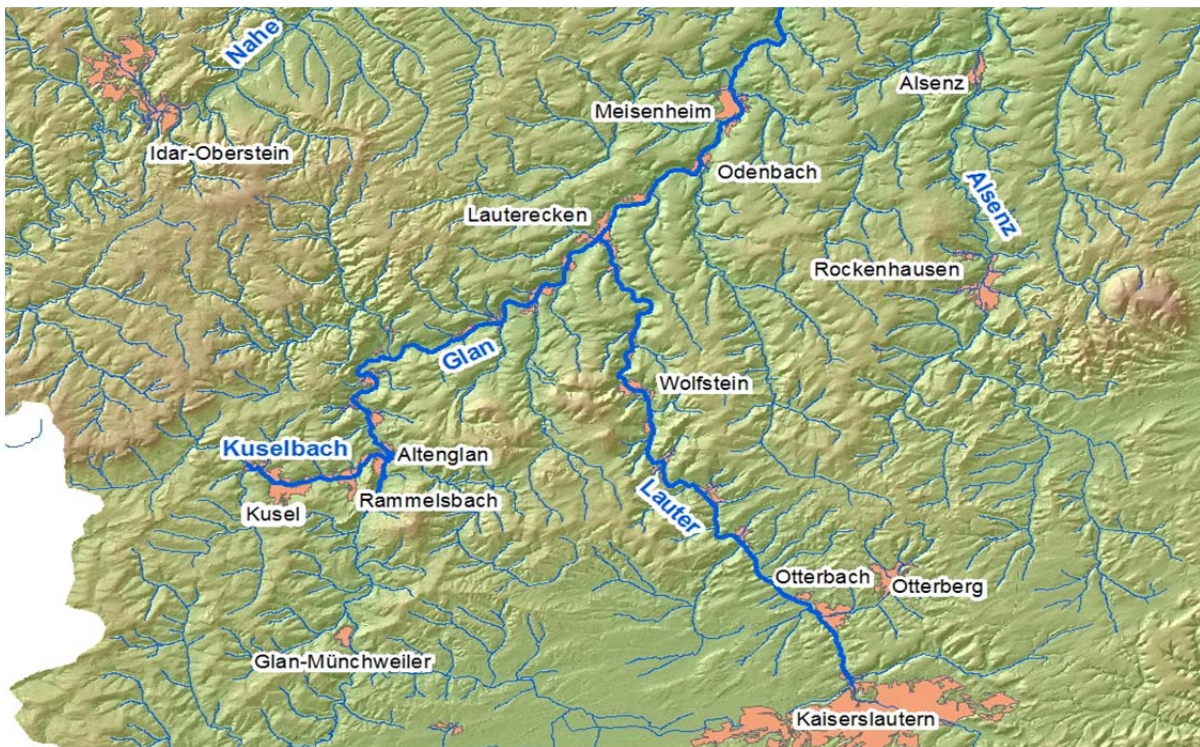 Nahe
Alsenz
Meisenheim
Idar-Oberstein
Odenbach
Alsenz
Lauterecken
Rockenhausen
Glan
Wolfstein
Kuselbach
Altenglan
Rammelsbach
Kusel
Lauter
Otterbach
Otterberg
Glan-Münchweiler
Kaiserslautern